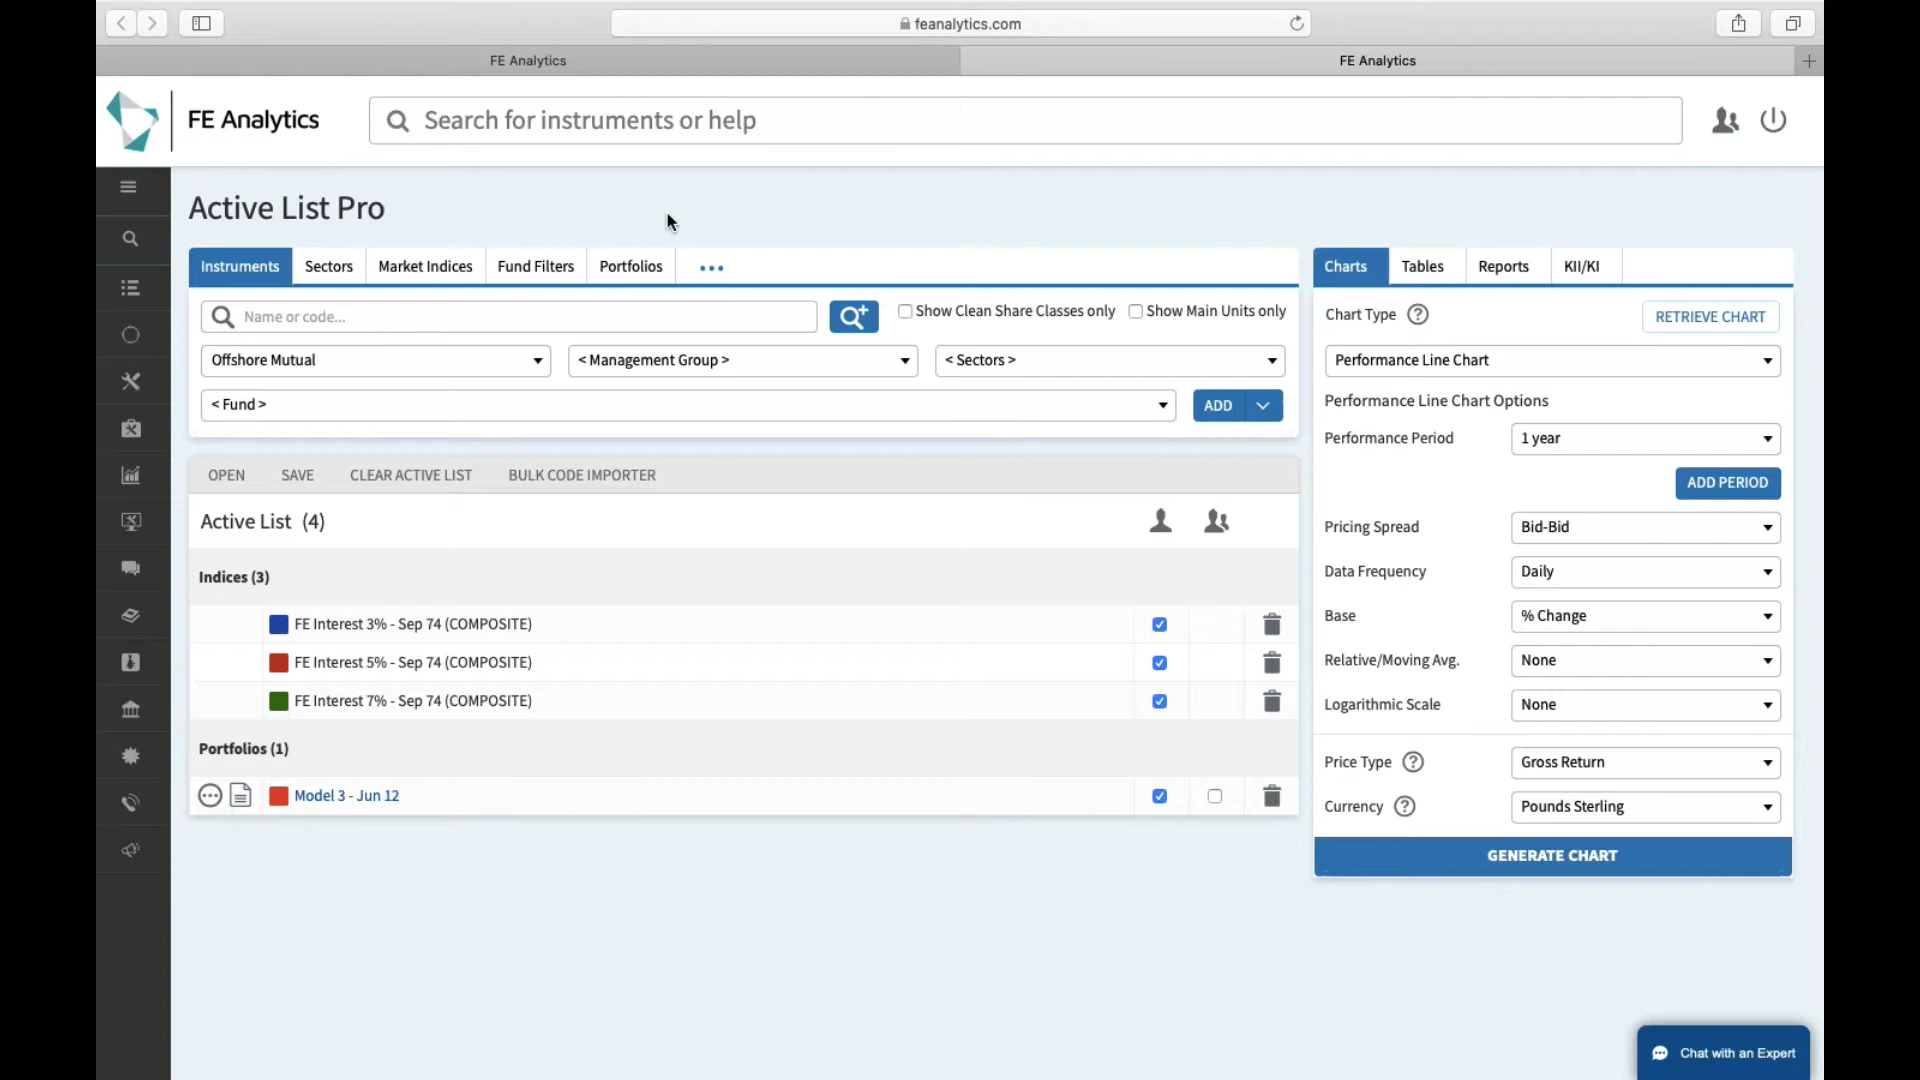 feanalytics.com
FE Analytics
FE Analytics
FE Analytics
Search for instruments or help
Active List Pro
Instruments
Sectors
Market Indices
Fund Filters
Portfolios
Name or code...
Show Clean Share Classes only
Show Main Units only
Offshore Mutual
< Management Group >
< Sectors >
< Fund >
ADD
OPEN
SAVE
CLEAR ACTIVE LIST
BULK CODE IMPORTER
Active List (4)
Indices (3)
FE Interest 3% - Sep 74 (COMPOSITE)
FE Interest 5% - Sep 74 (COMPOSITE)
FE Interest 7% - Sep 74 (COMPOSITE)
Portfolios (1)
Model 3 - Jun 12
Charts
Tables
Reports
KII/KI
Chart Type
RETRIEVE CHART
Performance Line Chart
Performance Line Chart Options
Performance Period
1 year
ADD PERIOD
Pricing Spread
Bid-Bid
Data Frequency
Daily
Base
% Change
Relative/Moving Avg.
None
Logarithmic Scale
None
Price Type
Gross Return
Currency
Pounds Sterling
GENERATE CHART
Chat with an Expert